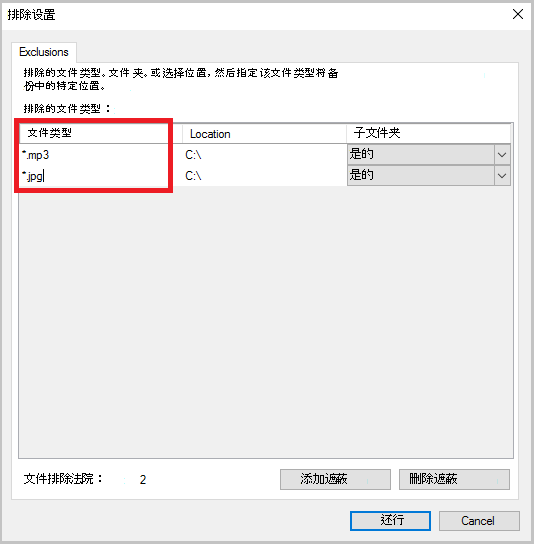 排除设置
Exclusions
排除的文件类型。文件夹。或选择位置，然后指定该文件类型将备
份中的特定位置。
排除的文件类型：
文件类型 Location 子文件夹
*.mp3 C:\ 是的
*.jpg C:\ 是的
文件排除法院： 2
添加遮蔽 删除遮蔽
还行 Cancel